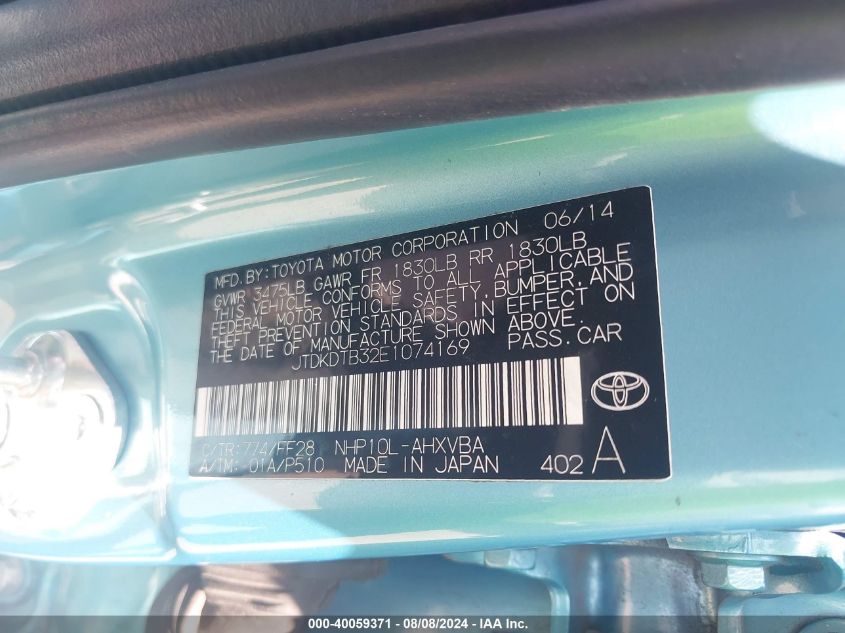 MFD. BY: TOYOTA MOTOR CORPORATION 06/14
GVWR 3475LB GAWR FR 1830LB RR 1830LB
THIS VEHICLE CONFORMS TO ALL APPLICABLE
FEDERAL MOTOR VEHICLE SAFETY, BUMPER, AND
THEFT PREVENTION STANDARDS IN EFFECT ON
THE DATE OF MANUFACTURE SHOWN ABOVE.
JTDKDTB32E1074169 PASS. CAR
C/TR: 774/FF28 NHP10L-AHXVBA
A/TM: -01A/P510 MADE IN JAPAN 402 A
000-40059371 - 08/08/2024 - IAA Inc.